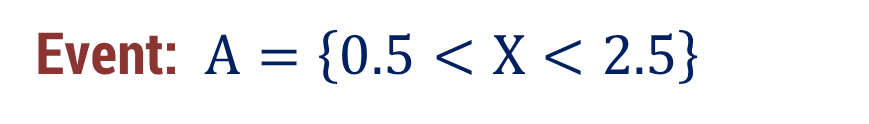 Event: A = {0.5 < X < 2.5}